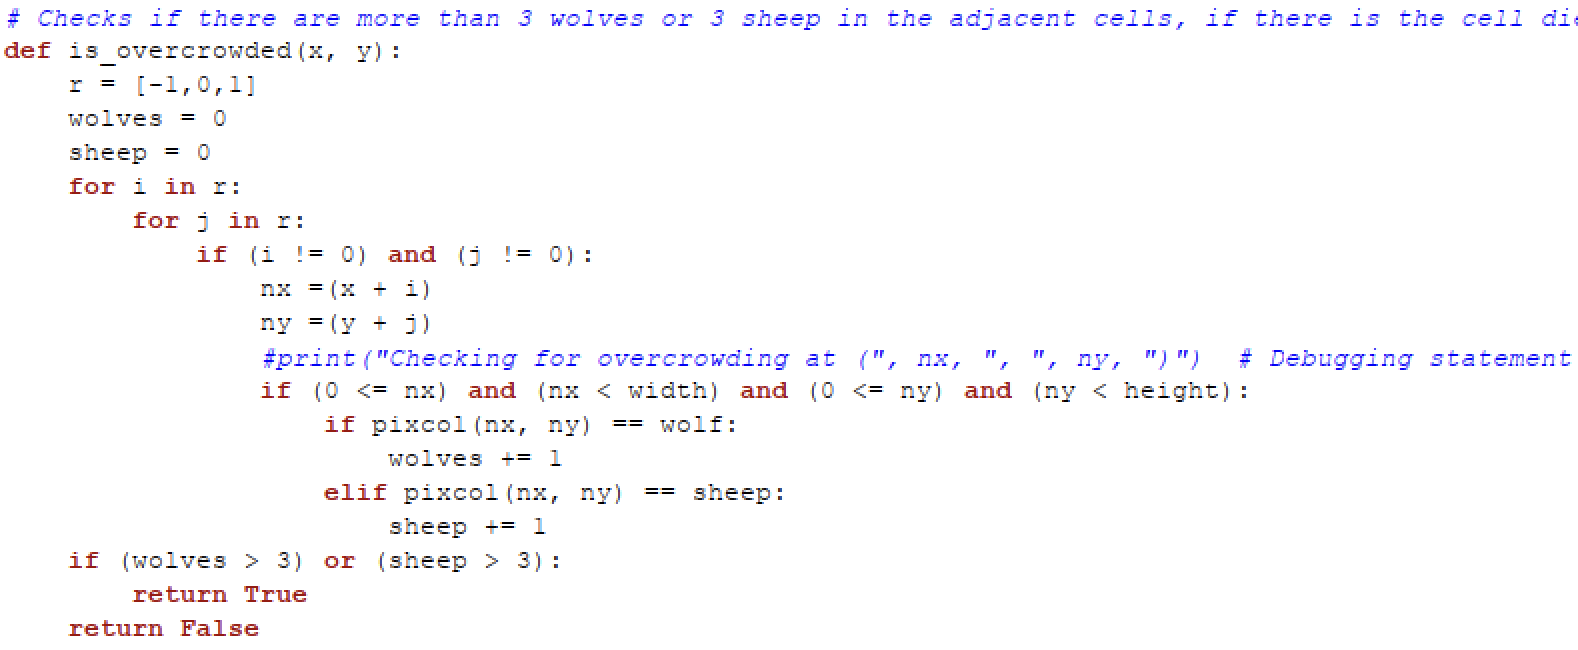 # Checks if there are more than 3 wolves or 3 sheep in the adjacent cells, if there is the cell
def is_overcrowded(x, y):
    r = [-1,0,1]
    wolves = 0
    sheep = 0
    for i in r:
        for j in r:
            if (i != 0) and (j != 0):
                nx =(x + i)
                ny =(y + j)
                #print("Checking for overcrowding at (", nx, ", ", ny, ")")  # Debugging statement
                if (0 <= nx) and (nx < width) and (0 <= ny) and (ny < height):
                    if pixcol(nx, ny) == wolf:
                        wolves += 1
                    elif pixcol(nx, ny) == sheep:
                        sheep += 1
    if (wolves > 3) or (sheep > 3):
        return True
    return False